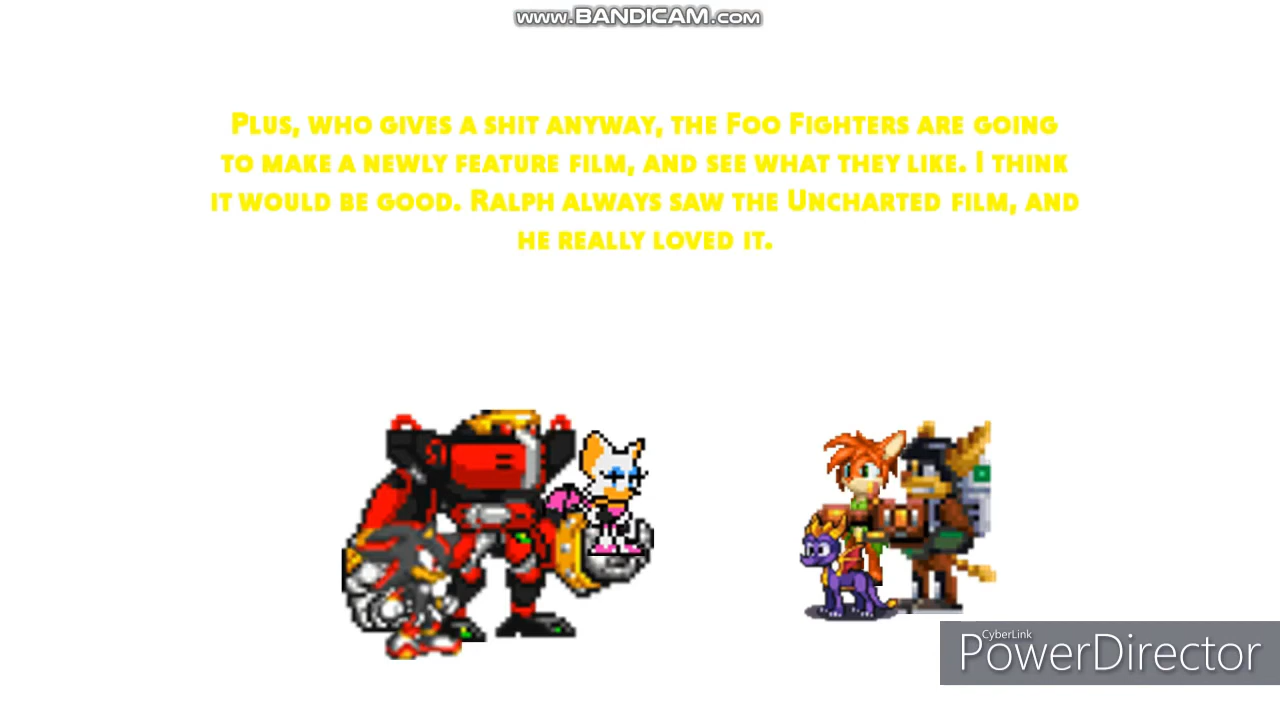 www.BANDICAM.com
Plus, who gives a shit anyway, the Foo Fighters are going
to make a newly feature film, and see what they like. I think
it would be good. Ralph always saw the Uncharted film, and
he really loved it.
CyberLink
PowerDirector